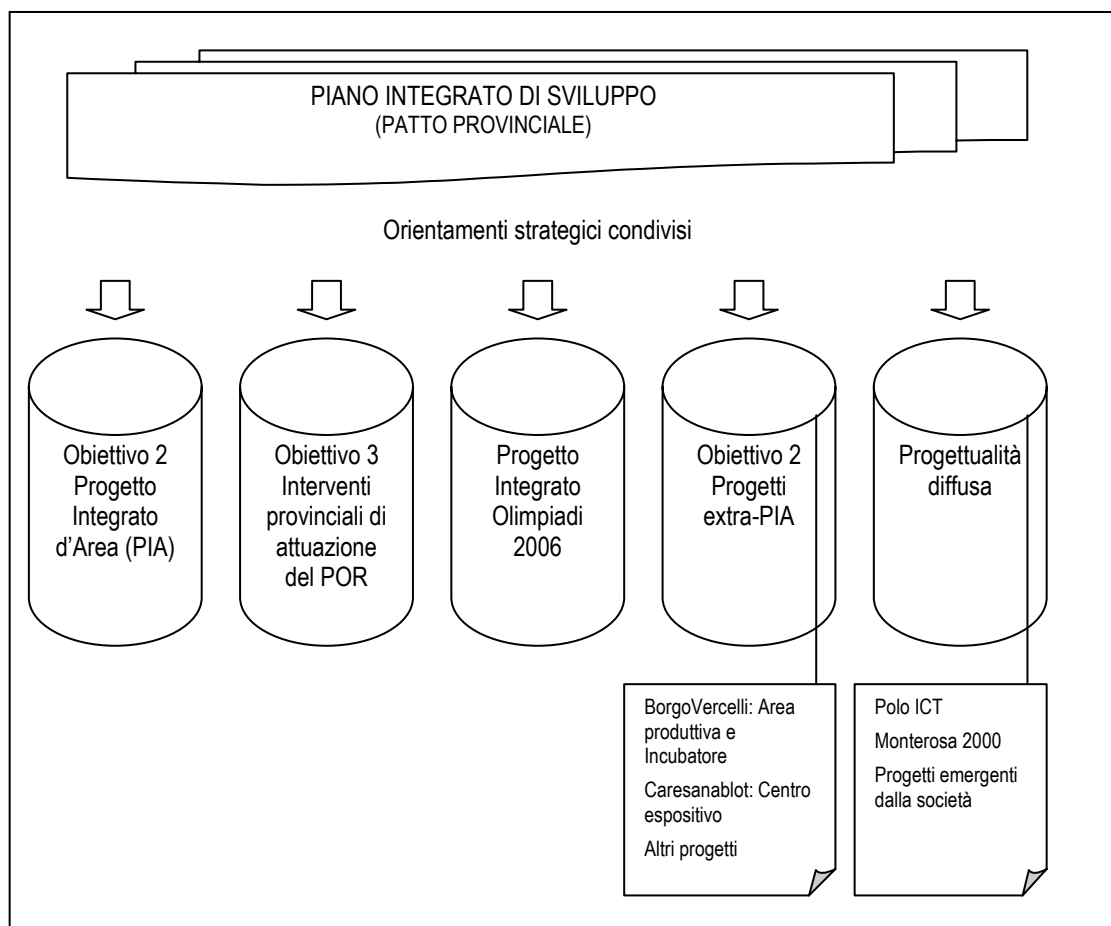 PIANO INTEGRATO DI SVILUPPO
(PATTO PROVINCIALE)
Orientamenti strategici condivisi
Obiettivo 2
Progetto
Integrato
d’Area (PIA)
Obiettivo 3
Interventi
provinciali di
attuazione
del POR
Progetto
Integrato
Olimpiadi
2006
Obiettivo 2
Progetti
extra-PIA
Progettualità
diffusa
BorgoVercelli: Area
produttiva e
Incubatore
Caresanablot: Centro
espositivo
Altri progetti
Polo ICT
Monterosa 2000
Progetti emergenti
dalla società